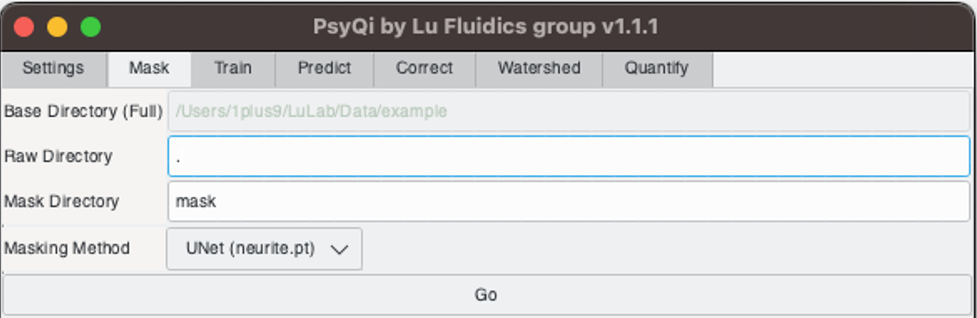 PsyQi by Lu Fluidics group v1.1.1
Settings Mask Train Predict Correct Watershed Quantify
Base Directory (Full) /Users/1plus9/LuLab/Data/example
Raw Directory .
Mask Directory mask
Masking Method UNet (neurite.pt)
Go